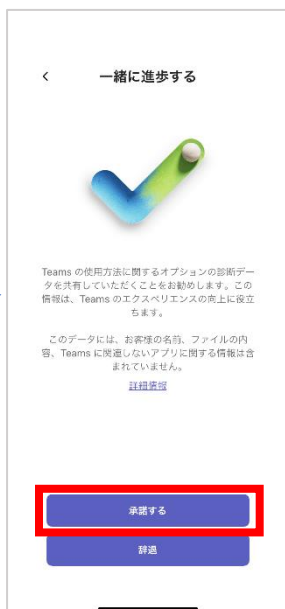 一緒に進歩する
Teams の使用方法に関するオプションの診断デー
タを共有していただくことをお勧めします。この
情報は、Teams のエクスペリエンスの向上に役立
ちます。
このデータには、お客様の名前、ファイルの内
容、Teams に関連しないアプリに関する情報は含
まれていません。
詳細情報
承諾する
辞退